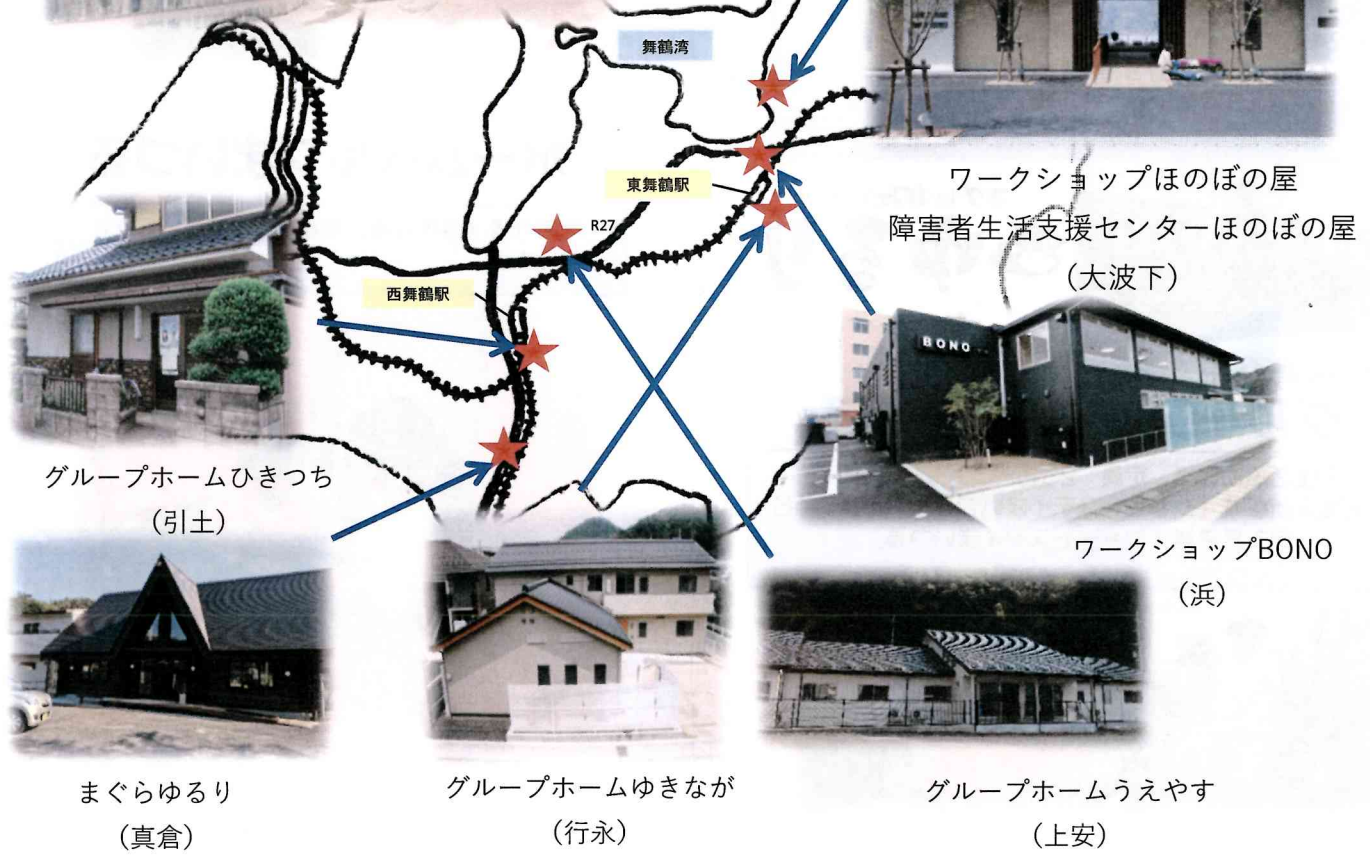 舞鶴湾
ワークショップほのぼの屋
障害者生活支援センターほのぼの屋
(大波下)
東舞鶴駅
R27
西舞鶴駅
BONO
グループホームひきつち
(引土)
ワークショップBONO
(浜)
まぐらゆるり
(真倉)
グループホームゆきなが
(行永)
グループホームうえやす
(上安)